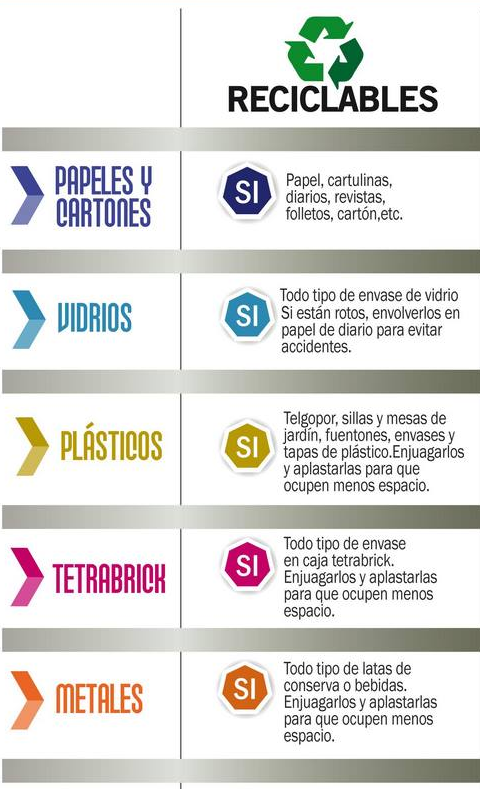 RECICLABLES
PAPELES Y
CARTONES
SI
Papel, cartulinas,
diarios, revistas,
folletos, cartón,etc.
VIDRIOS
SI
Todo tipo de envase de vidrio
Si están rotos, envolverlos en
papel de diario para evitar
accidentes.
PLÁSTICOS
SI
Telgopor, sillas y mesas de
jardín, fuentones, envases y
tapas de plástico.Enjuagarlos
y aplastarlas para que
ocupen menos espacio.
TETRABRICK
SI
Todo tipo de envase
en caja tetrabrick.
Enjuagarlos y aplastarlas
para que ocupen menos
espacio.
METALES
SI
Todo tipo de latas de
conserva o bebidas.
Enjuagarlos y aplastarlas
para que ocupen menos
espacio.